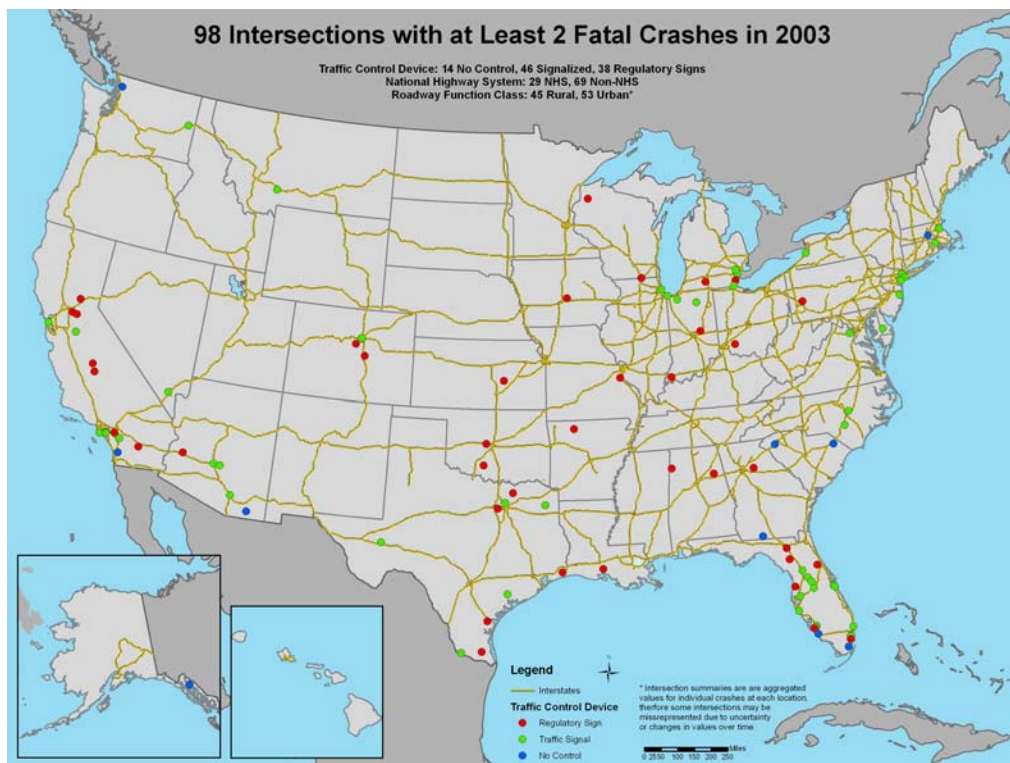 98 Intersections with at Least 2 Fatal Crashes in 2003
Traffic Control Device: 14 No Control, 46 Signalized, 38 Regulatory Signs
National Highway System: 29 NHS, 69 Non-NHS
Roadway Function Class: 45 Rural, 53 Urban*
Legend
Interstates
Traffic Control Device
Regulatory Sign
Traffic Signal
No Control
* Intersection summaries are are aggregated
values for individual crashes at each location,
therfore some intersections may be
misrepresented due to uncertainty
or changes in values over time.
Miles
0 25 50 100 150 200 250